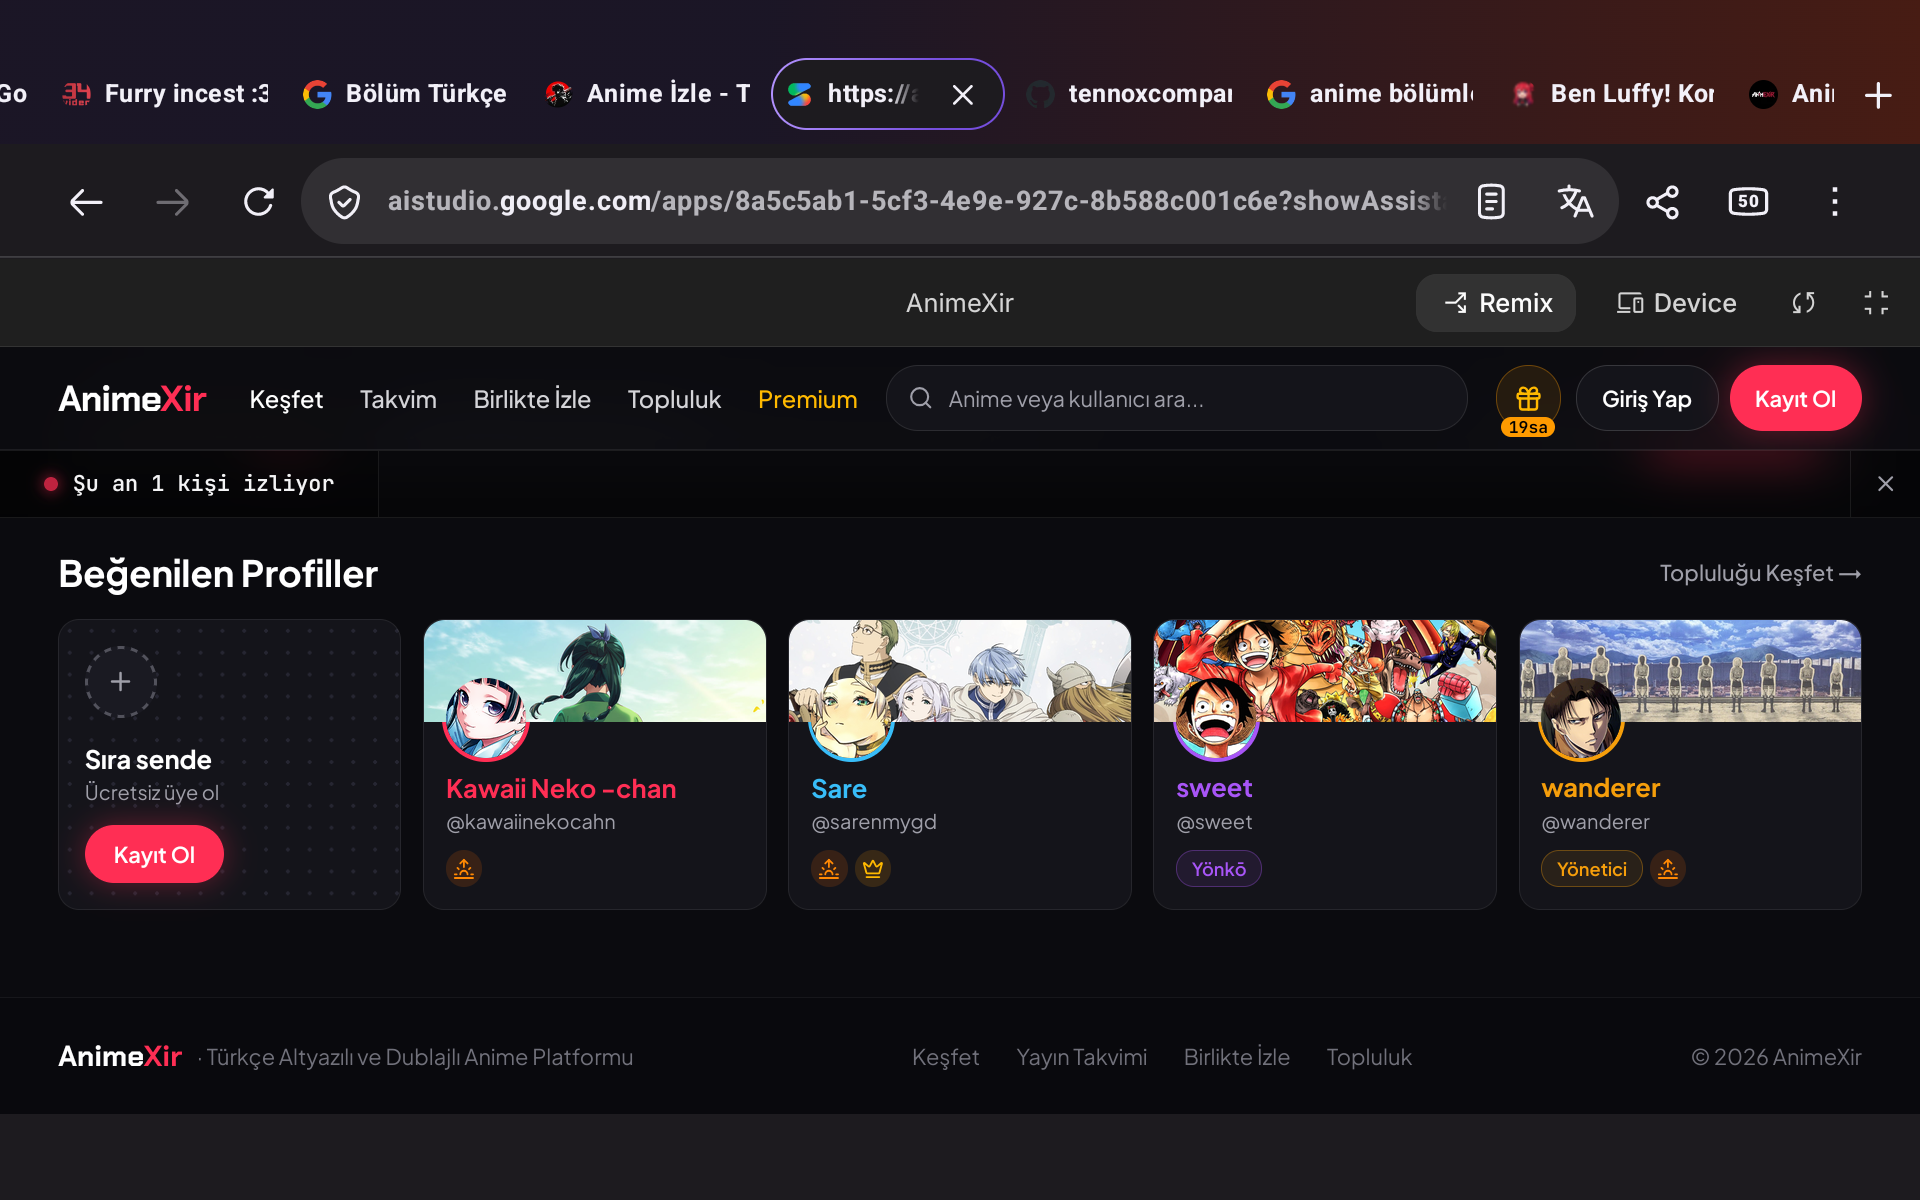 Go
Furry incest :3
Bölüm Türkçe
Anime İzle - T
https://a
tennoxcompar
anime bölümle
Ben Luffy! Kor
Ani
aistudio.google.com/apps/8a5c5ab1-5cf3-4e9e-927c-8b588c001c6e?showAssista
50
AnimeXir
Remix
Device
AnimeXir
Keşfet
Takvim
Birlikte İzle
Topluluk
Premium
Anime veya kullanıcı ara...
19sa
Giriş Yap
Kayıt Ol
Şu an 1 kişi izliyor
Beğenilen Profiller
Topluluğu Keşfet →
Sıra sende
Ücretsiz üye ol
Kayıt Ol
Kawaii Neko -chan
@kawaiinekocahn
Sare
@sarenmygd
sweet
@sweet
Yönkō
wanderer
@wanderer
Yönetici
AnimeXir · Türkçe Altyazılı ve Dublajlı Anime Platformu
Keşfet
Yayın Takvimi
Birlikte İzle
Topluluk
© 2026 AnimeXir